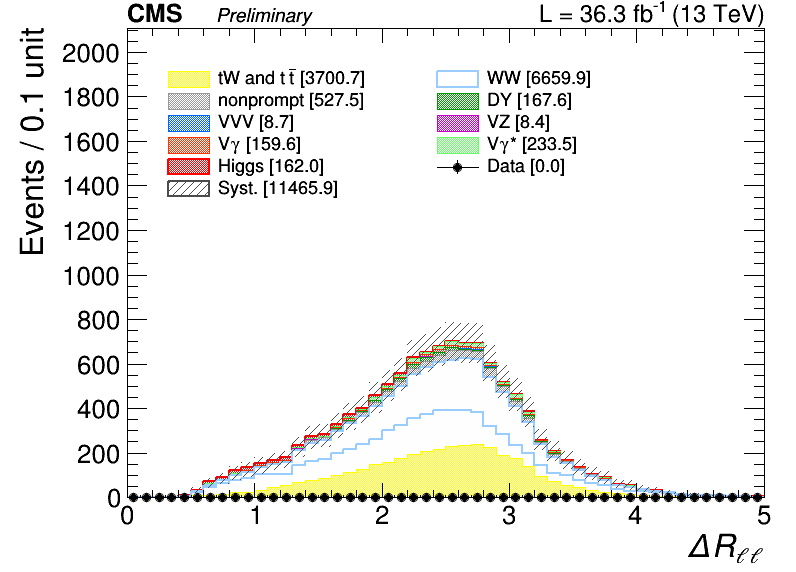 CMS Preliminary L = 36.3 fb⁻¹ (13 TeV)
Events / 0.1 unit
2000
1800
1600
1400
1200
1000
800
600
400
200
0
tW and tt̅ [3700.7] WW [6659.9]
nonprompt [527.5] DY [167.6]
VVV [8.7] VZ [8.4]
Vγ [159.6] Vγ* [233.5]
Higgs [162.0] Data [0.0]
Syst. [11465.9]
0 1 2 3 4 5
ΔRℓℓ